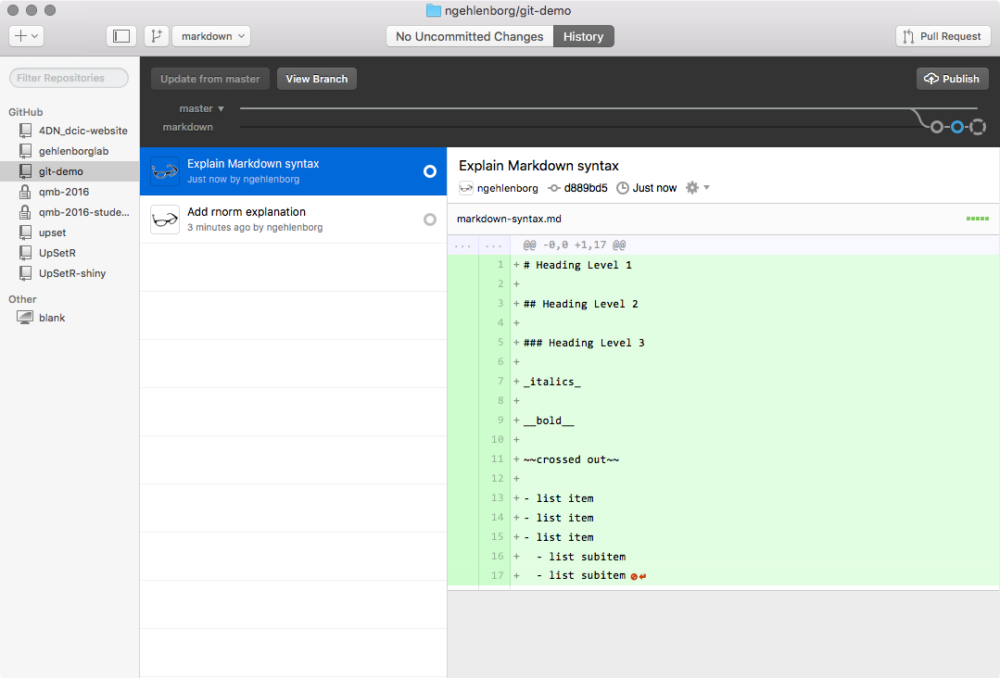 ngehlenborg/git-demo
markdown
No Uncommitted Changes
History
Pull Request
Filter Repositories
GitHub
4DN_dcic-website
gehlenborglab
git-demo
qmb-2016
qmb-2016-stude...
upset
UpSetR
UpSetR-shiny
Other
blank
Update from master
View Branch
Publish
master
markdown
Explain Markdown syntax
Just now by ngehlenborg
Add rnorm explanation
3 minutes ago by ngehlenborg
Explain Markdown syntax
ngehlenborg d889bd5 Just now
markdown-syntax.md
... ... @@ -0,0 +1,17 @@
1 +# Heading Level 1
2 +
3 +## Heading Level 2
4 +
5 +### Heading Level 3
6 +
7 +_italics_
8 +
9 +__bold__
10 +
11 +~~crossed out~~
12 +
13 +- list item
14 +- list item
15 +- list item
16 +  - list subitem
17 +  - list subitem